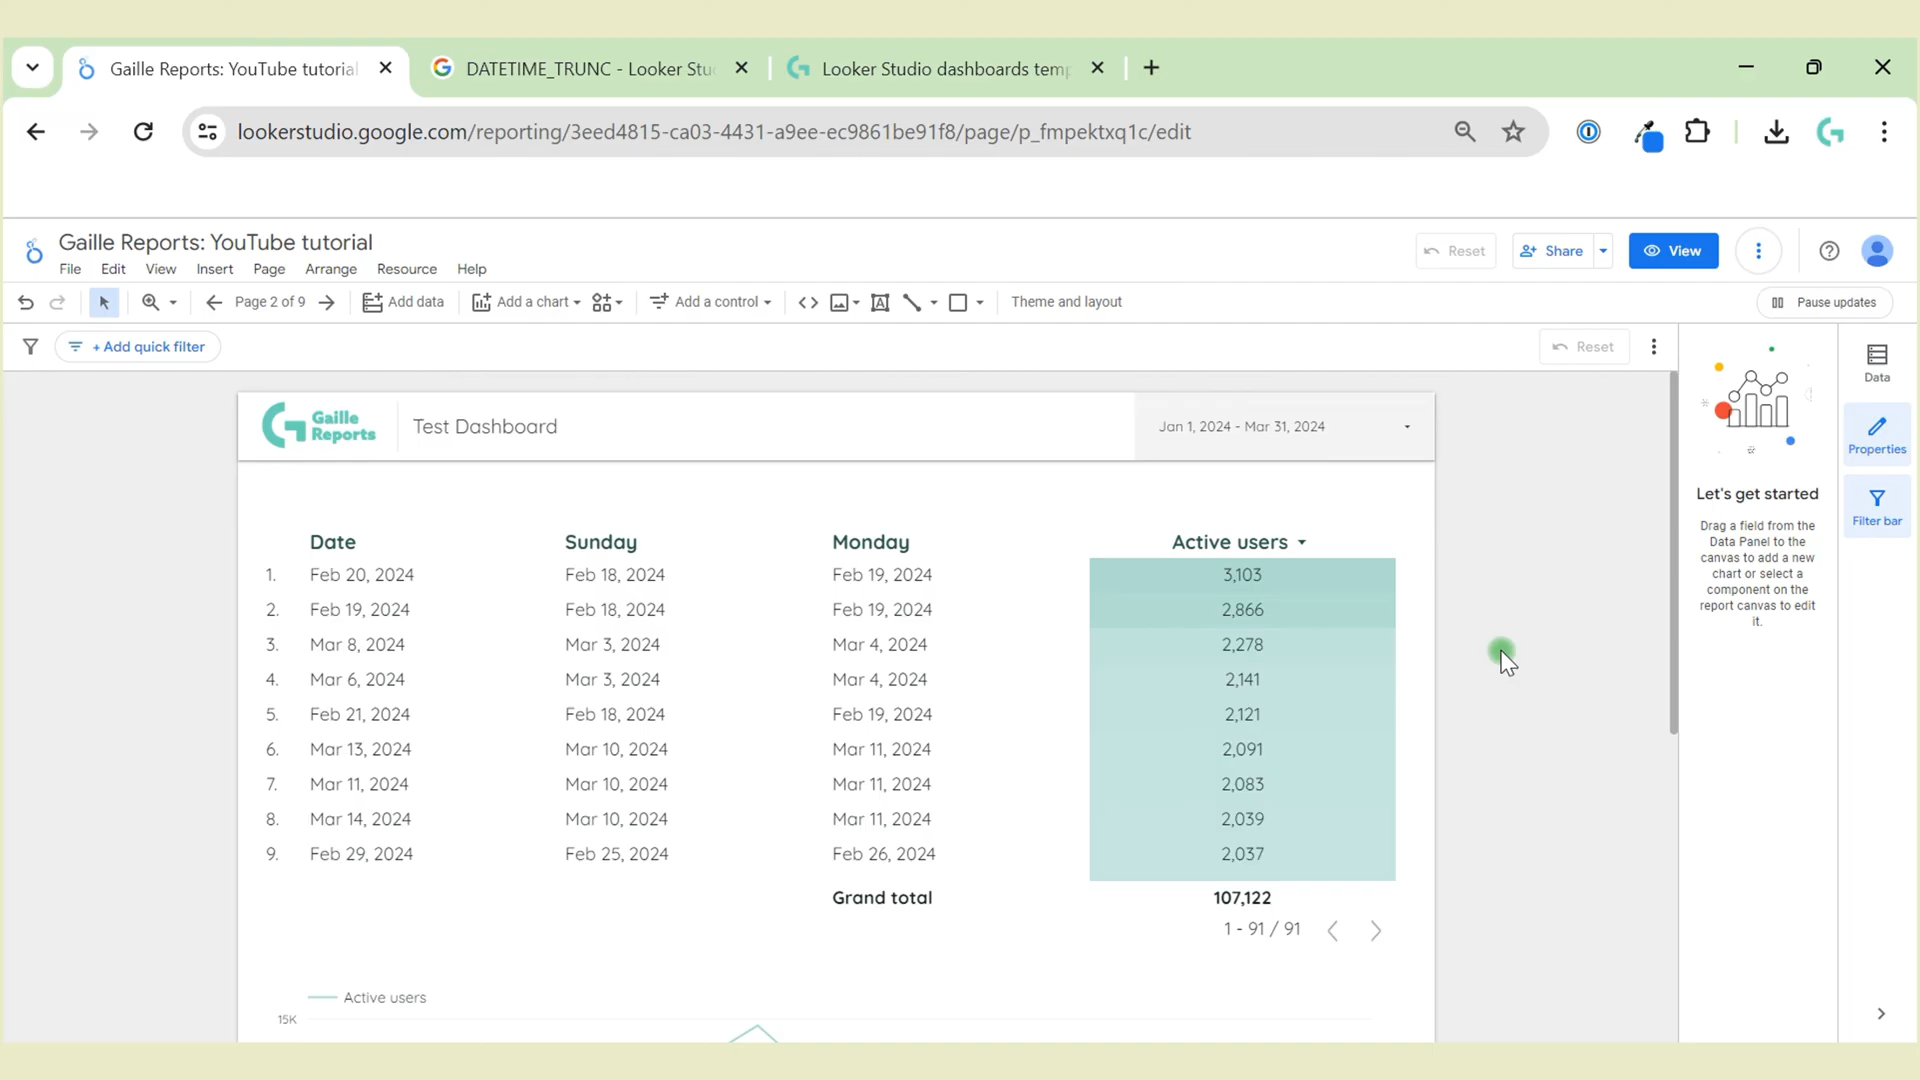 Gaille Reports: YouTube tutorial
DATETIME_TRUNC - Looker Stu
Looker Studio dashboards temp
lookerstudio.google.com/reporting/3eed4815-ca03-4431-a9ee-ec9861be91f8/page/p_fmpektxq1c/edit
Gaille Reports: YouTube tutorial
Reset
Share
View
File Edit View Insert Page Arrange Resource Help
Page 2 of 9
Add data
Add a chart
Add a control
Theme and layout
Pause updates
+ Add quick filter
Reset
Data
Properties
Filter bar
Let's get started
Drag a field from the
Data Panel to the
canvas to add a new
chart or select a
component on the
report canvas to edit
it.
Gaille
Reports
Test Dashboard
Jan 1, 2024 - Mar 31, 2024
Date Sunday Monday Active users
1. Feb 20, 2024 Feb 18, 2024 Feb 19, 2024 3,103
2. Feb 19, 2024 Feb 18, 2024 Feb 19, 2024 2,866
3. Mar 8, 2024 Mar 3, 2024 Mar 4, 2024 2,278
4. Mar 6, 2024 Mar 3, 2024 Mar 4, 2024 2,141
5. Feb 21, 2024 Feb 18, 2024 Feb 19, 2024 2,121
6. Mar 13, 2024 Mar 10, 2024 Mar 11, 2024 2,091
7. Mar 11, 2024 Mar 10, 2024 Mar 11, 2024 2,083
8. Mar 14, 2024 Mar 10, 2024 Mar 11, 2024 2,039
9. Feb 29, 2024 Feb 25, 2024 Feb 26, 2024 2,037
Grand total 107,122
1 - 91 / 91
Active users
15K